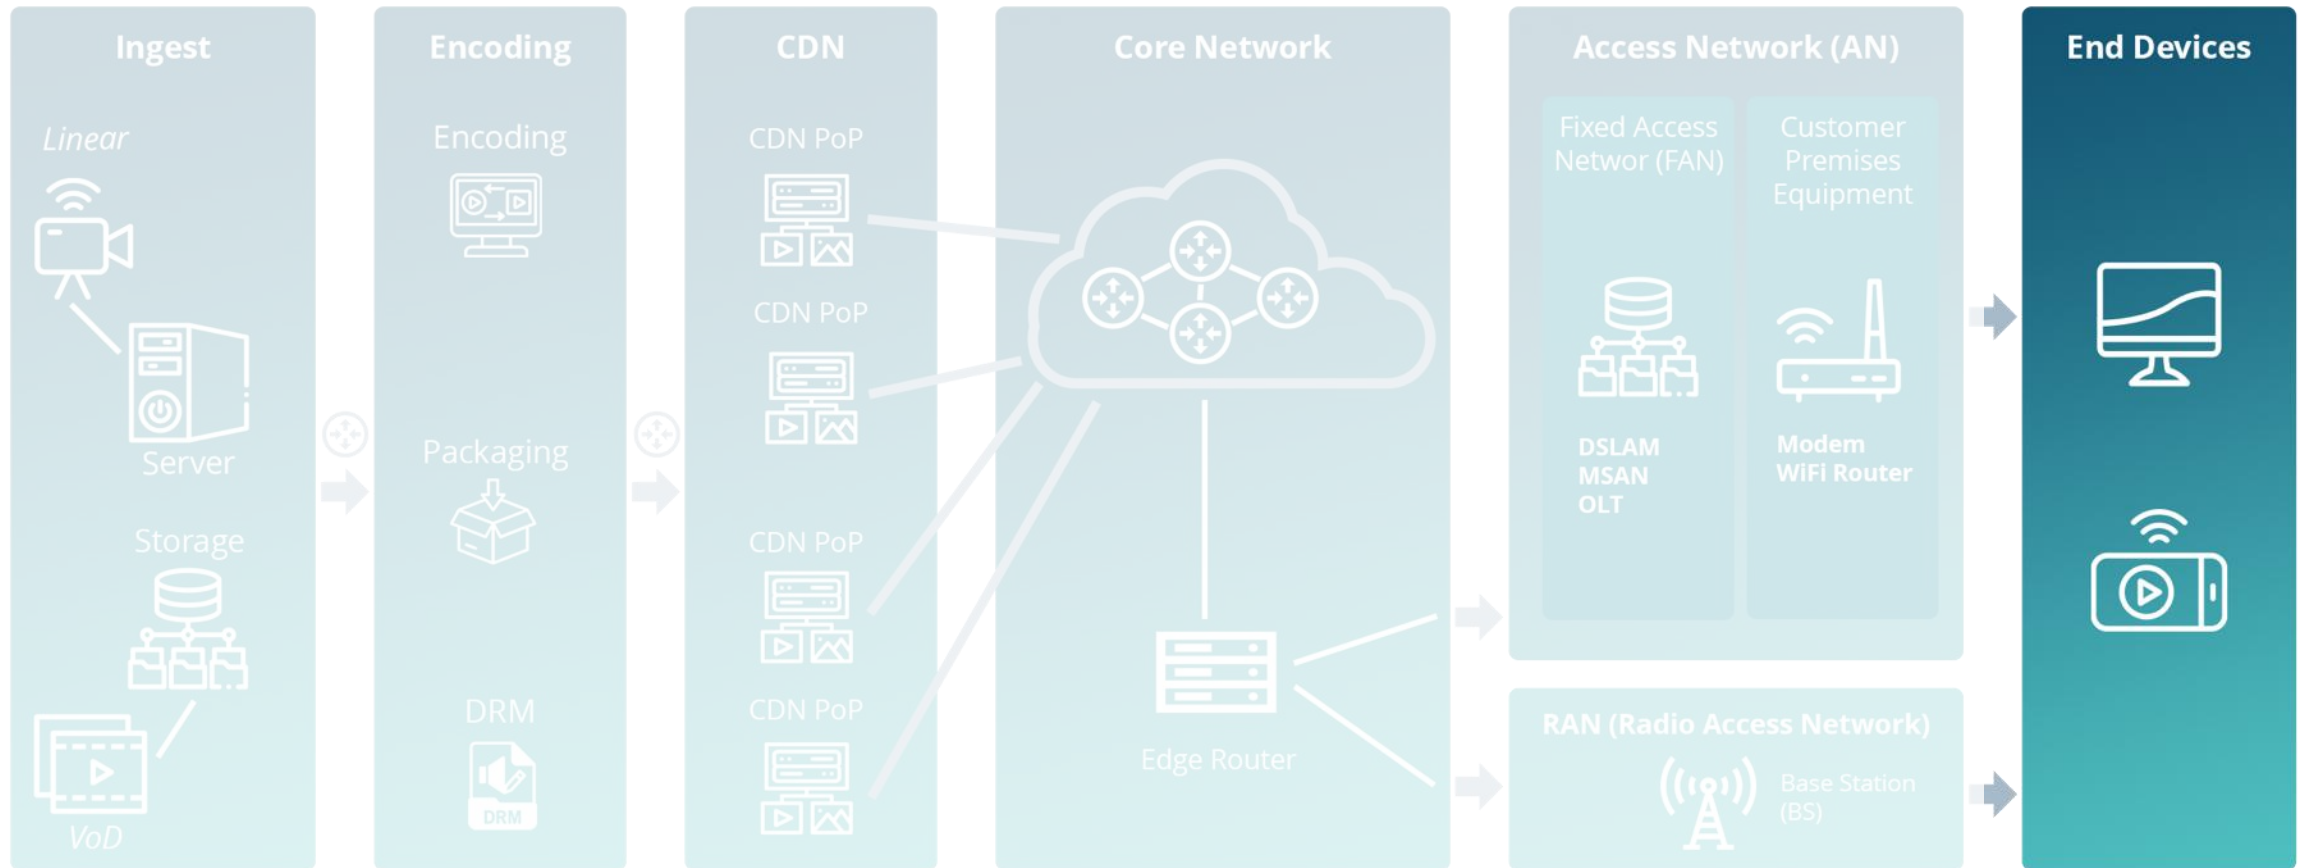 Ingest
Linear
Server
Storage
VoD
Encoding
Encoding
Packaging
DRM
DRM
CDN
CDN PoP
CDN PoP
CDN PoP
CDN PoP
Core Network
Edge Router
Access Network (AN)
Fixed Access
Networ (FAN)
DSLAM
MSAN
OLT
Customer
Premises
Equipment
Modem
WiFi Router
RAN (Radio Access Network)
Base Station
(BS)
End Devices